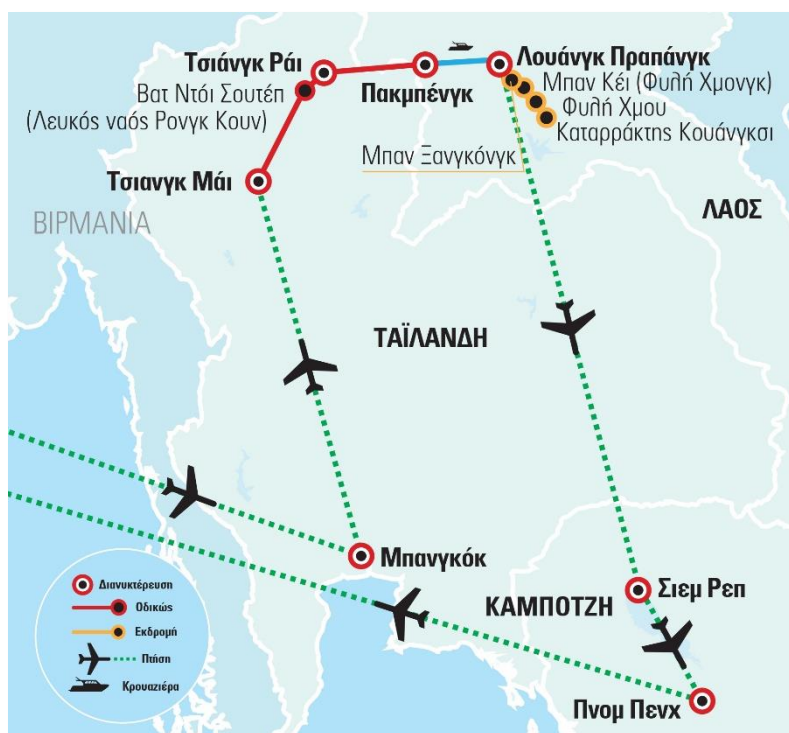 Τσιάνγκ Ράι
Βατ Ντόι Σουτέπ
(Λευκός ναός Ρονγκ Κουν)
Τσιανγκ Μάι
Πακμπένγκ
Λουάνγκ Πραπάνγκ
Μπαν Κέι (Φυλή Χμονγκ)
Φυλή Χμου
Καταρράκτης Κουάνγκσι
Μπαν Ξανγκόνγκ
ΒΙΡΜΑΝΙΑ
ΛΑΟΣ
ΤΑΪΛΑΝΔΗ
Μπανγκόκ
ΚΑΜΠΟΤΖΗ
Σιεμ Ρεπ
Πνομ Πενχ
Διανυκτέρευση
Οδικώς
Εκδρομή
Πτήση
Κρουαζιέρα